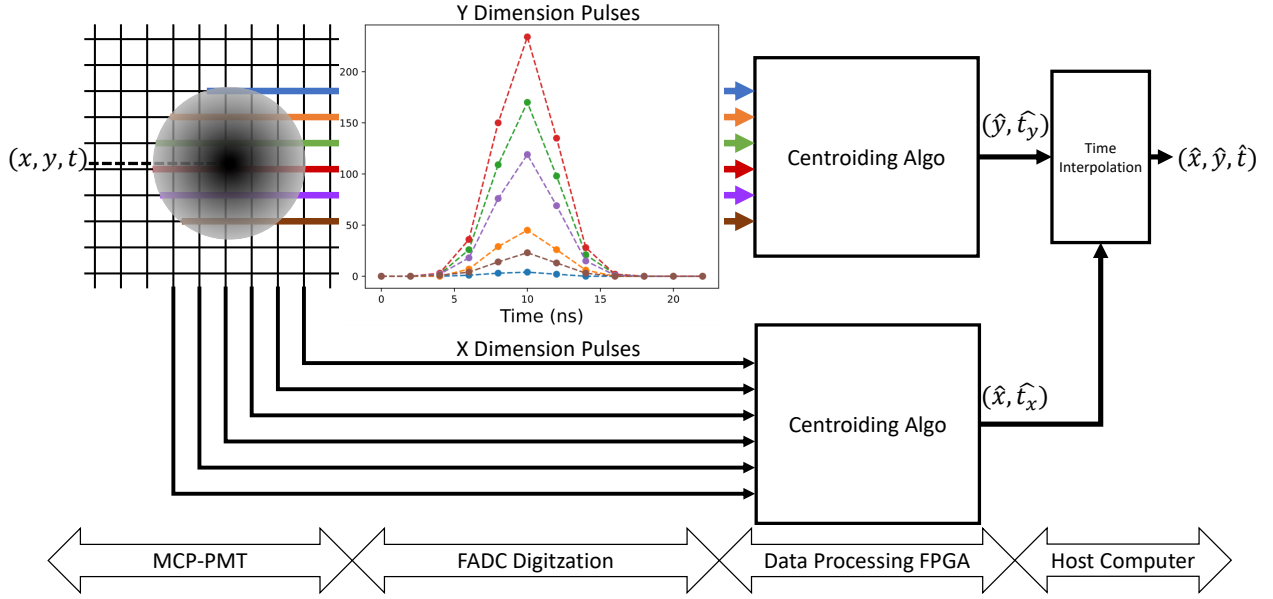 Y Dimension Pulses
200
150
100
50
0
0
5
10
15
20
Time (ns)
(x, y, t)
Centroiding Algo
(ŷ, t̂_y)
Time
Interpolation
(x̂, ŷ, t̂)
X Dimension Pulses
Centroiding Algo
(x̂, t̂_x)
MCP-PMT
FADC Digitzation
Data Processing FPGA
Host Computer